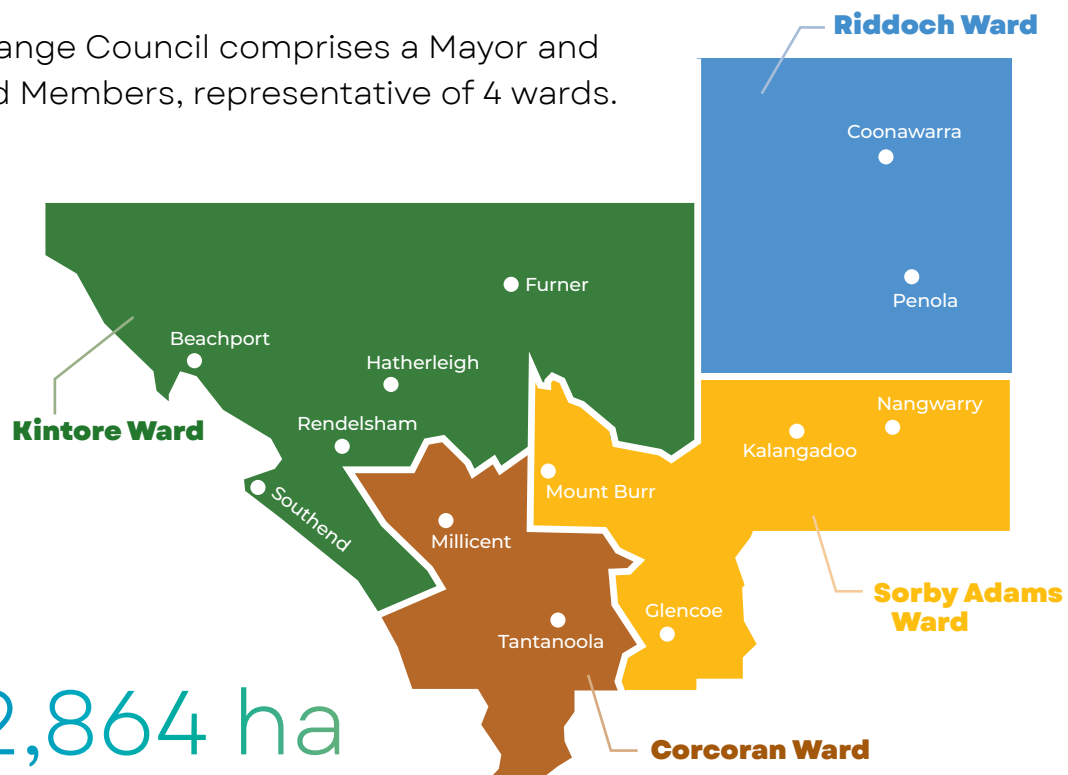 ange Council comprises a Mayor and
d Members, representative of 4 wards.
Riddoch Ward
Coonawarra
Penola
Furner
Beachport
Hatherleigh
Kintore Ward
Rendelsham
Southend
Nangwarry
Kalangadoo
Mount Burr
Millicent
Sorby Adams
Ward
Glencoe
Tantanoola
2,864 ha
Corcoran Ward